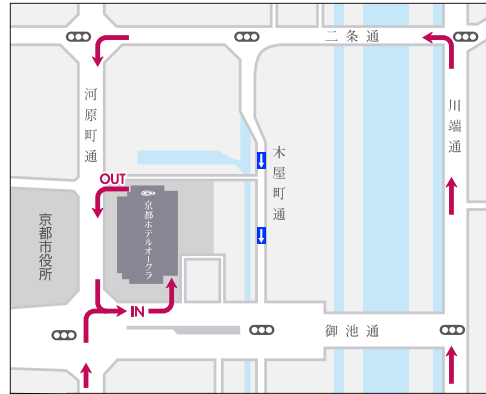 二条通
河原町通
川端通
木屋町通
OUT
京都ホテルオークラ
京都市役所
IN
御池通